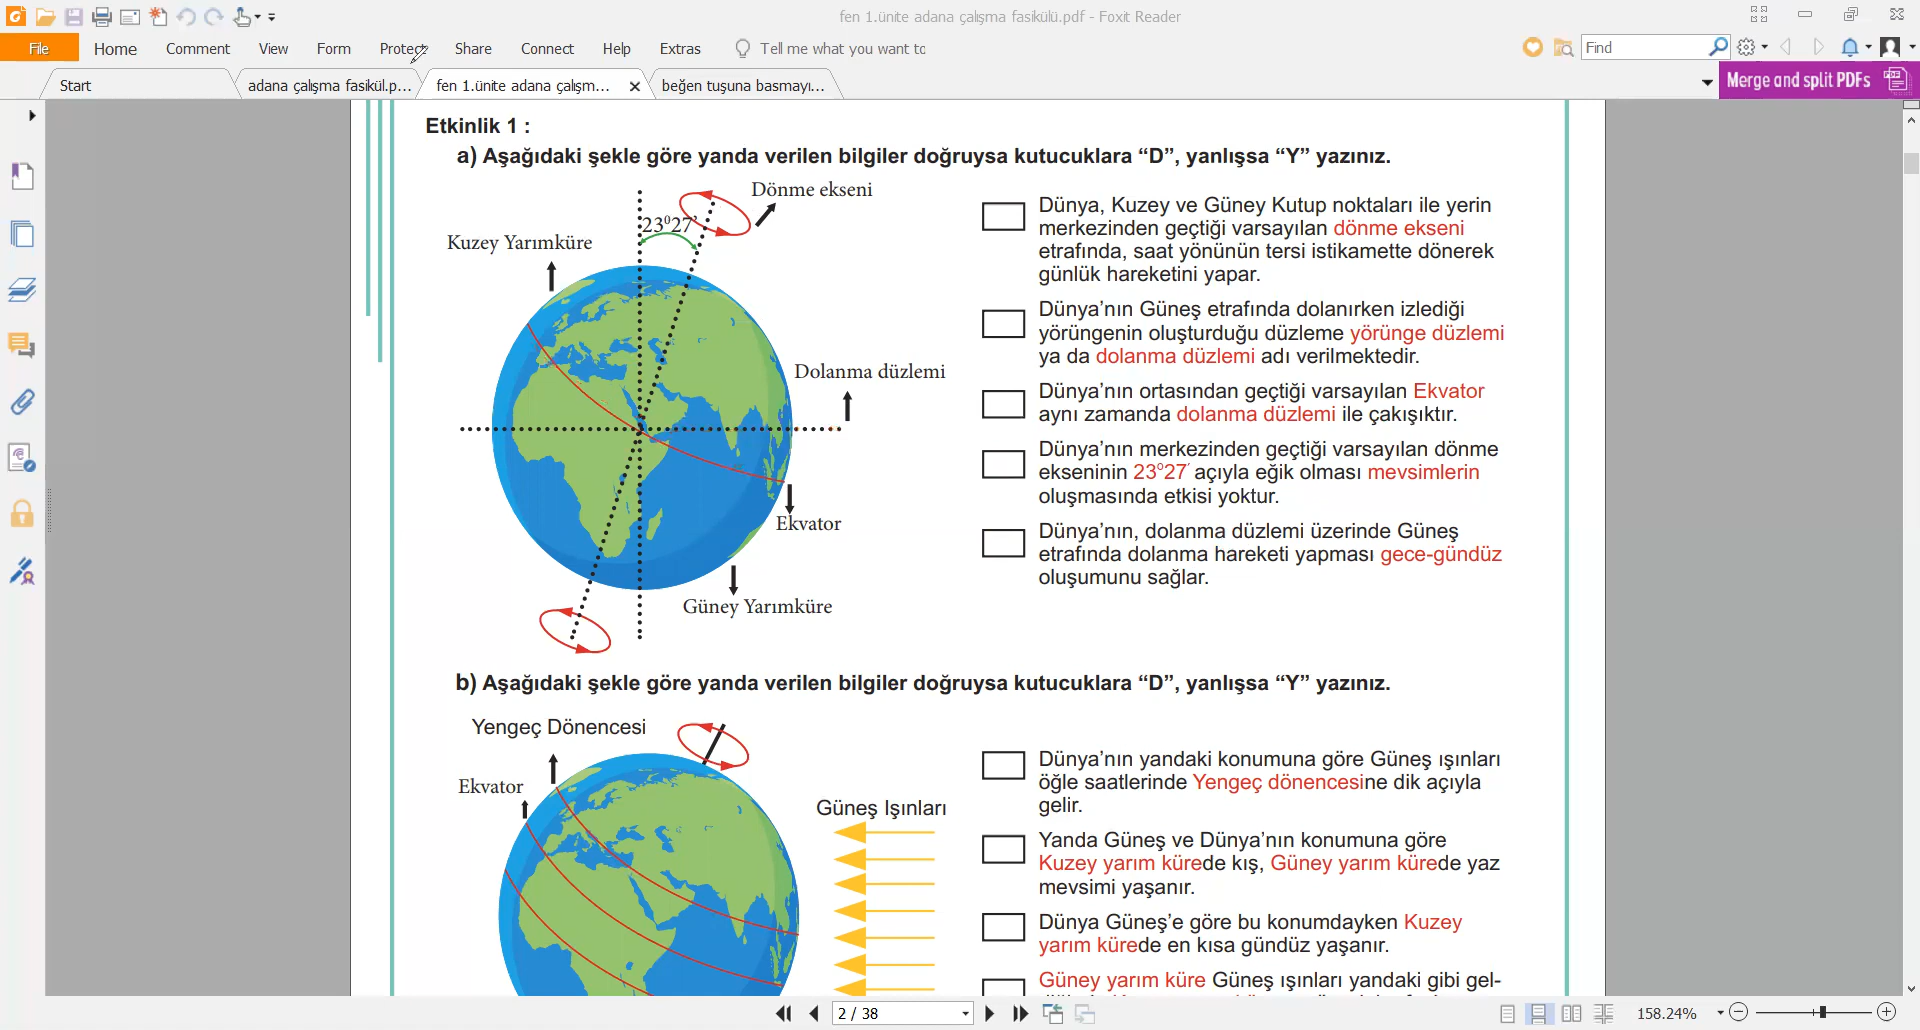 fen 1.ünite adana çalışma fasikülü.pdf - Foxit Reader
File Home Comment View Form Protect Share Connect Help Extras Tell me what you want to Find
Start adana çalışma fasikül.p... fen 1.ünite adana çalışm... beğen tuşuna basmayı... Merge and split PDFs
Etkinlik 1 :
a) Aşağıdaki şekle göre yanda verilen bilgiler doğruysa kutucuklara “D”, yanlışsa “Y” yazınız.
Dönme ekseni
23⁰27’
Kuzey Yarımküre
Dolanma düzlemi
Ekvator
Güney Yarımküre
Dünya, Kuzey ve Güney Kutup noktaları ile yerin
merkezinden geçtiği varsayılan dönme ekseni
etrafında, saat yönünün tersi istikamette dönerek
günlük hareketini yapar.
Dünya’nın Güneş etrafında dolanırken izlediği
yörüngenin oluşturduğu düzleme yörünge düzlemi
ya da dolanma düzlemi adı verilmektedir.
Dünya’nın ortasından geçtiği varsayılan Ekvator
aynı zamanda dolanma düzlemi ile çakışıktır.
Dünya’nın merkezinden geçtiği varsayılan dönme
ekseninin 23⁰27’ açıyla eğik olması mevsimlerin
oluşmasında etkisi yoktur.
Dünya’nın, dolanma düzlemi üzerinde Güneş
etrafında dolanma hareketi yapması gece-gündüz
oluşumunu sağlar.
b) Aşağıdaki şekle göre yanda verilen bilgiler doğruysa kutucuklara “D”, yanlışsa “Y” yazınız.
Yengeç Dönencesi
Ekvator
Güneş Işınları
Dünya’nın yandaki konumuna göre Güneş ışınları
öğle saatlerinde Yengeç dönencesine dik açıyla
gelir.
Yanda Güneş ve Dünya’nın konumuna göre
Kuzey yarım kürede kış, Güney yarım kürede yaz
mevsimi yaşanır.
Dünya Güneş’e göre bu konumdayken Kuzey
yarım kürede en kısa gündüz yaşanır.
Güney yarım küre Güneş ışınları yandaki gibi gel-
2 / 38 158.24%